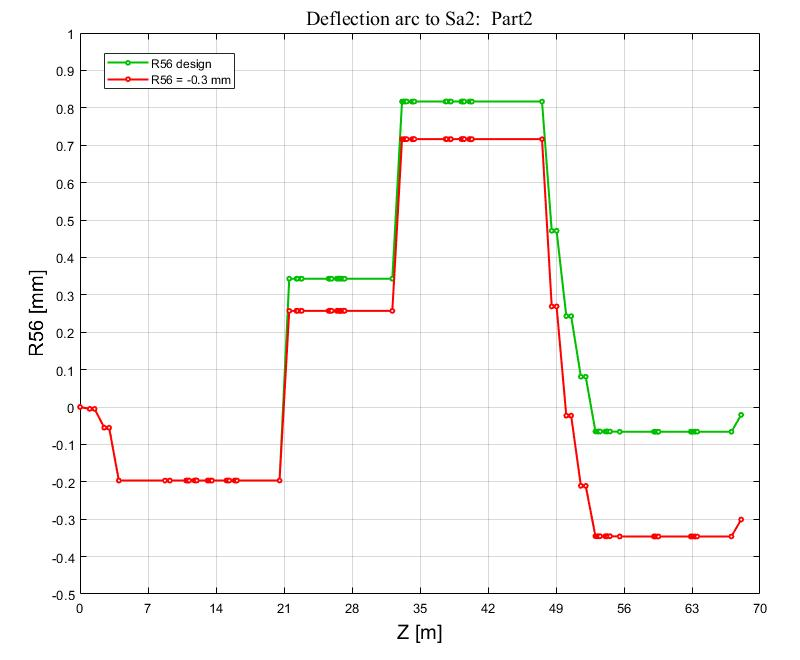 Deflection arc to Sa2: Part2
R56 design
R56 = -0.3 mm
R56 [mm]
1
0.9
0.8
0.7
0.6
0.5
0.4
0.3
0.2
0.1
0
-0.1
-0.2
-0.3
-0.4
-0.5
0 7 14 21 28 35 42 49 56 63 70
Z [m]